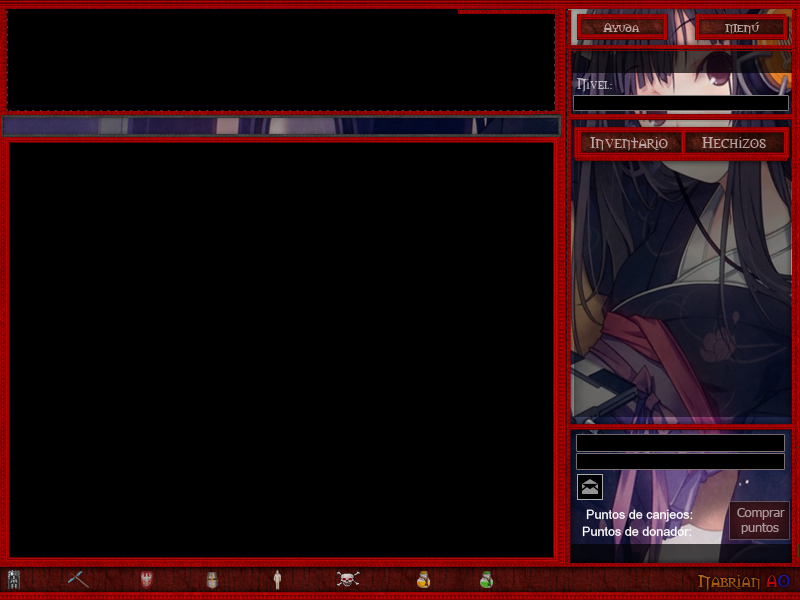 Ayuda
Menú
Nivel:
Inventario
Hechizos
Puntos de canjeos:
Puntos de donador:
Comprar
puntos
Nabrian AO